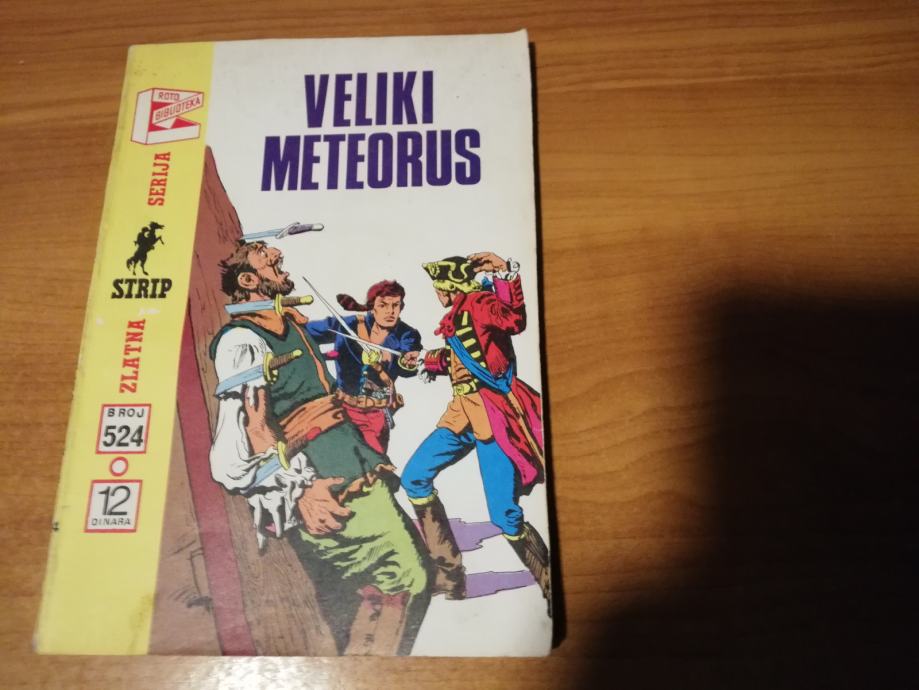 VELIKI
METEORUS
ROTO
BIBLIOTEKA
ZLATNA
STRIP
SERIJA
BROJ
524
12
DINARA